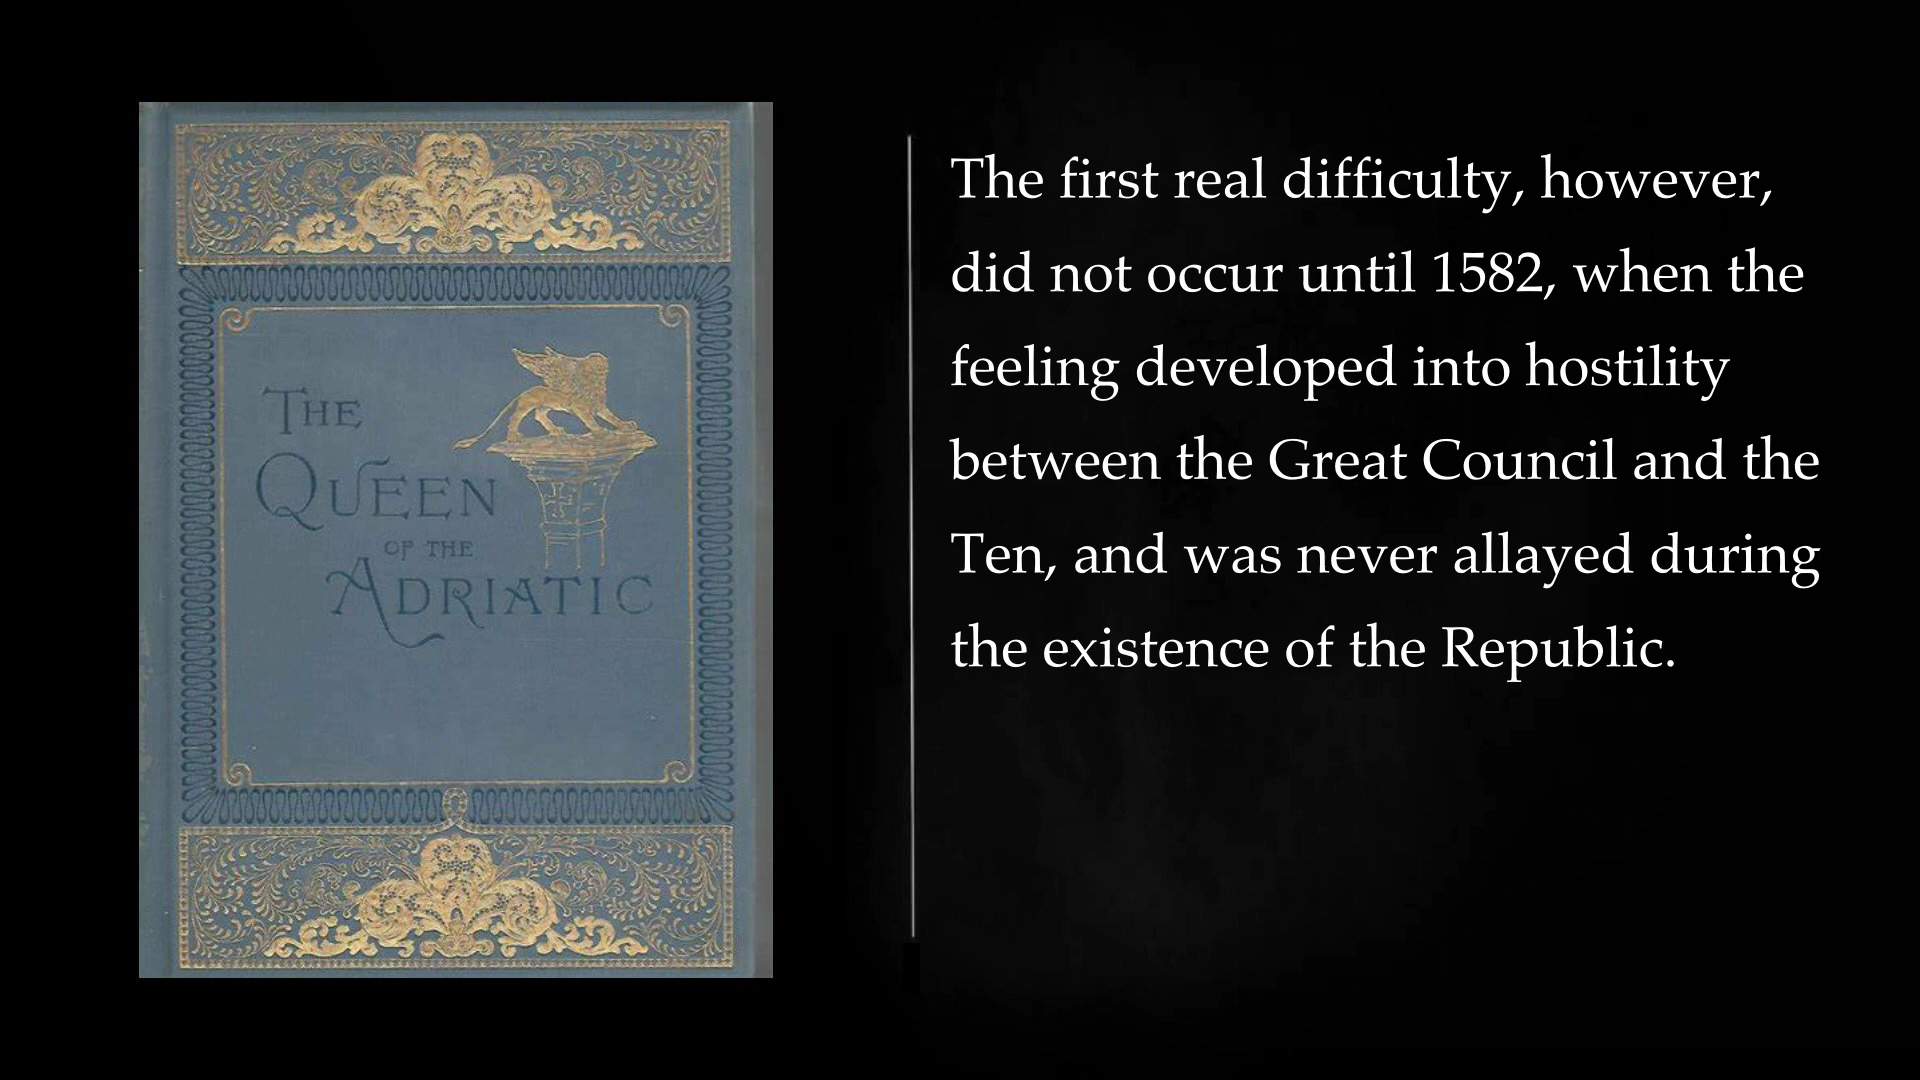 The
Queen
of the
Adriatic
The first real difficulty, however,
did not occur until 1582, when the
feeling developed into hostility
between the Great Council and the
Ten, and was never allayed during
the existence of the Republic.